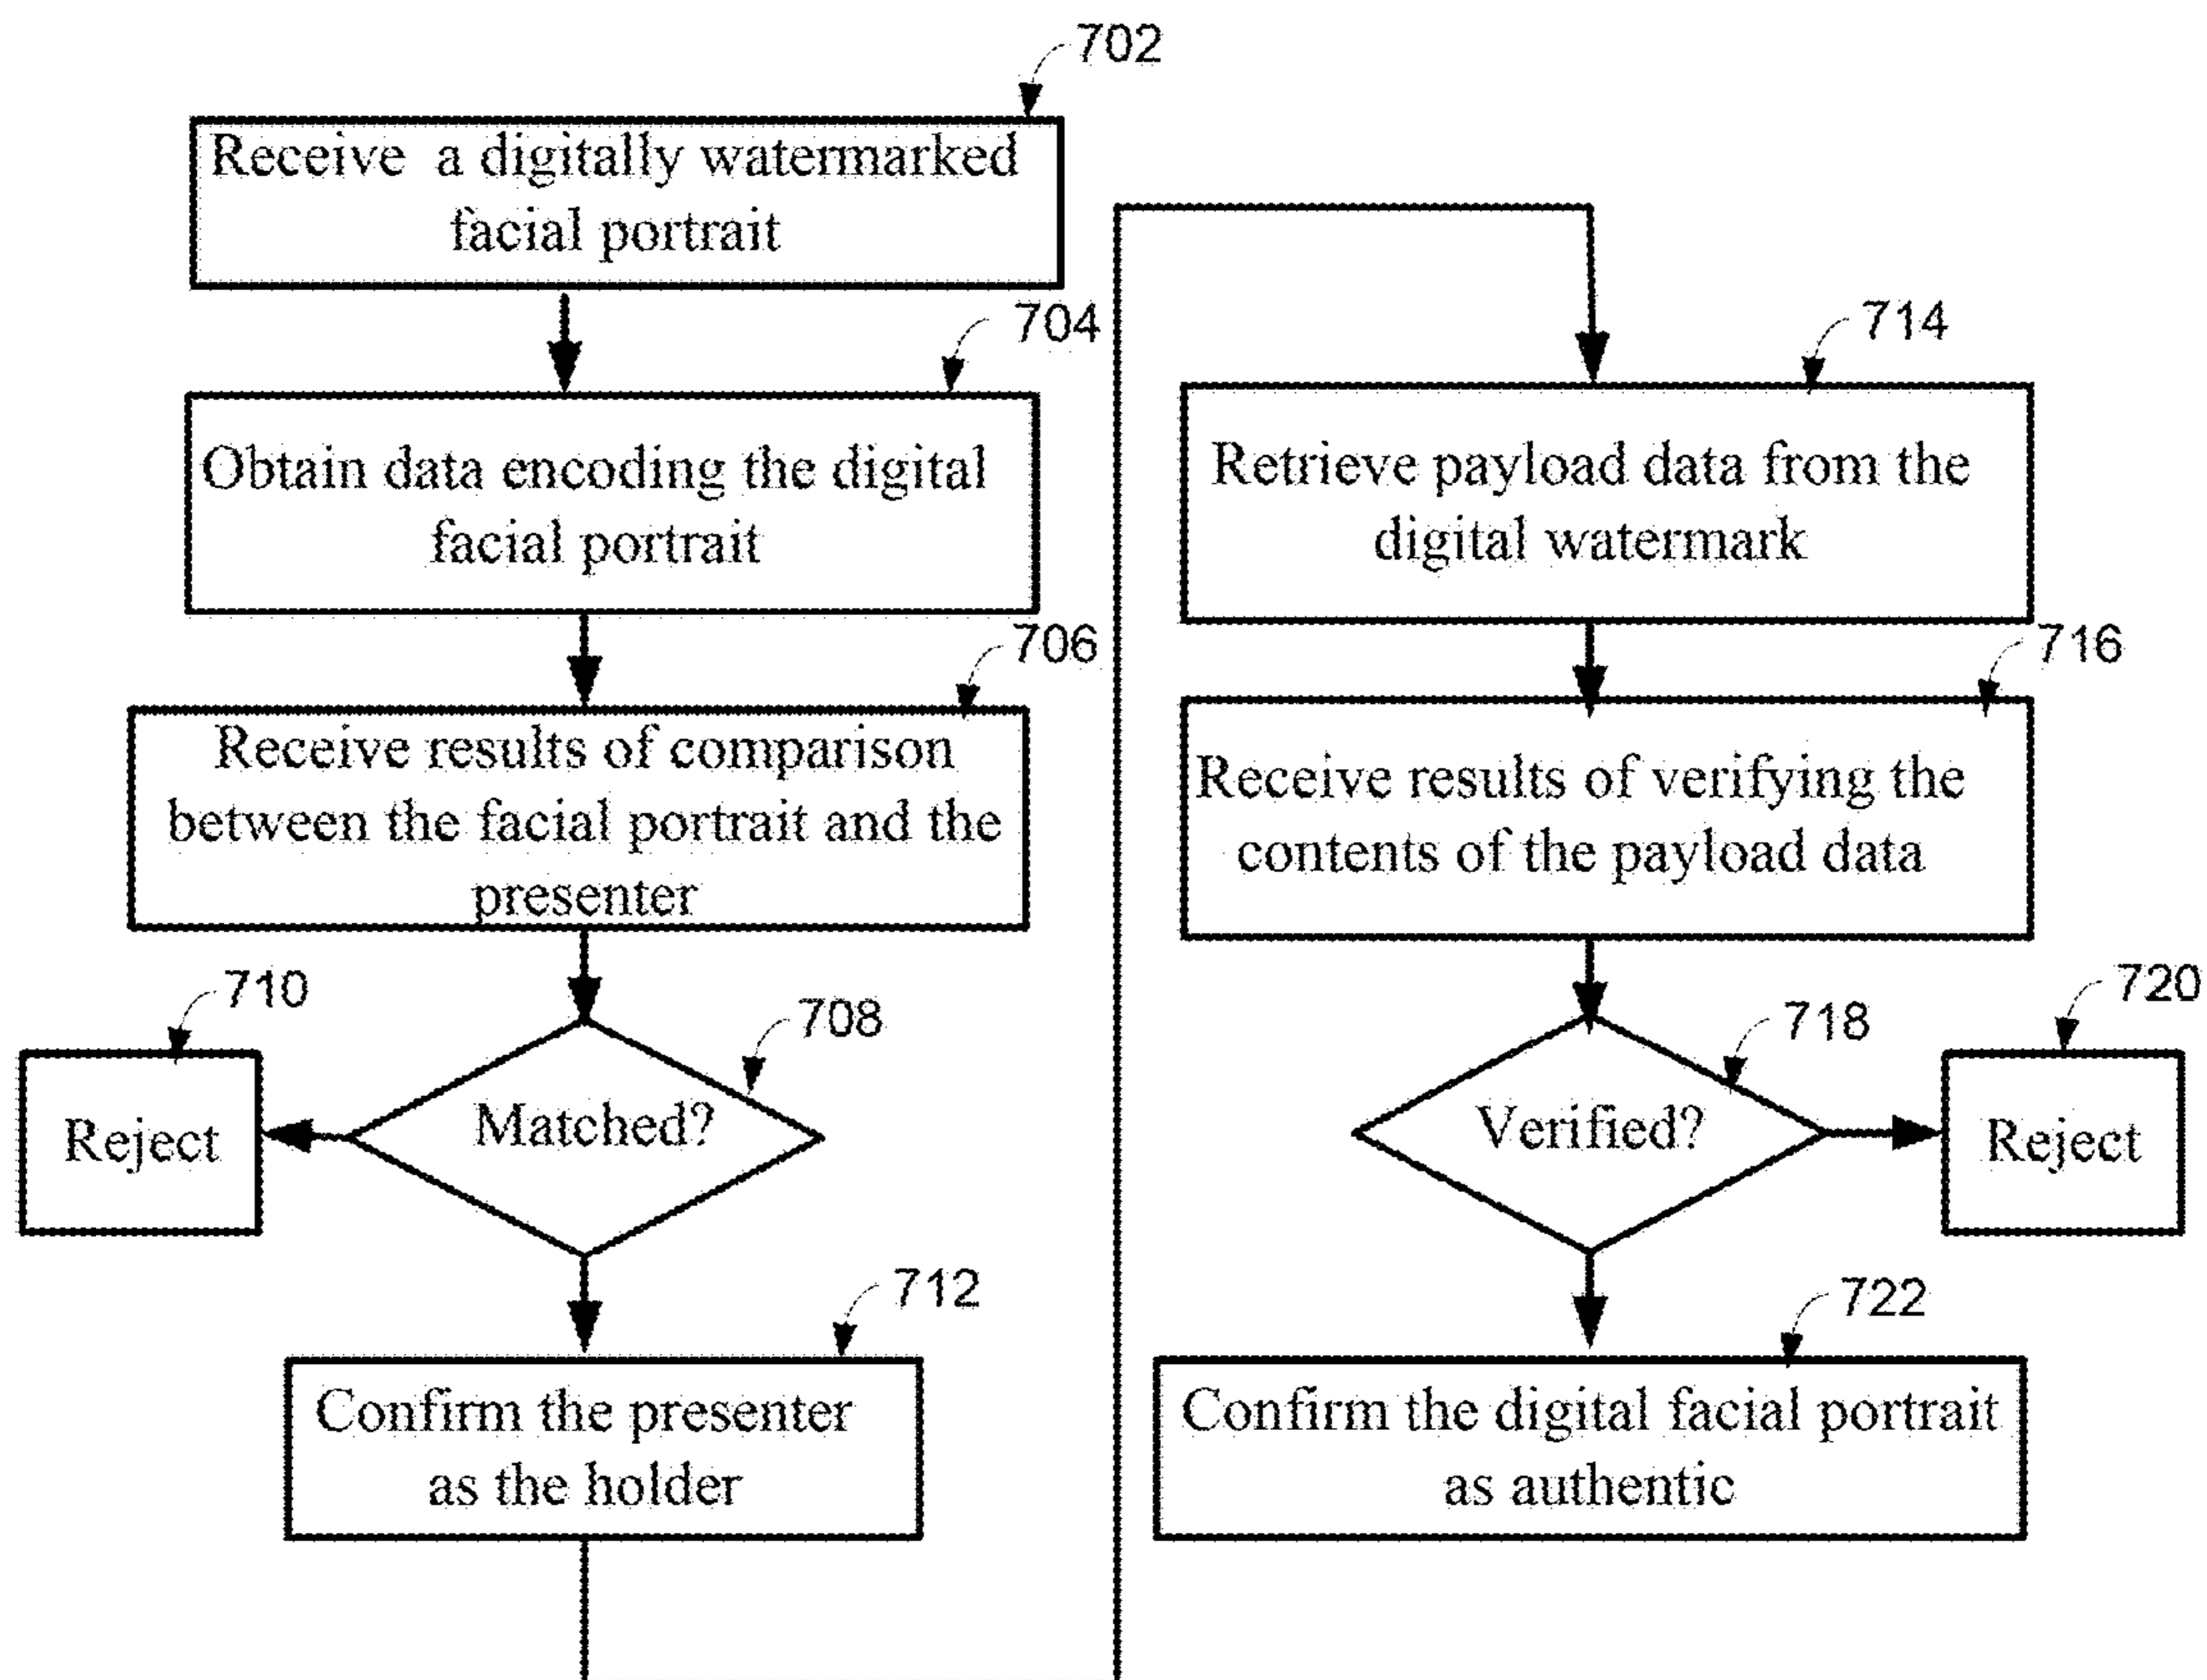 702
Receive a digitally watermarked
facial portrait
704
Obtain data encoding the digital
facial portrait
706
Receive results of comparison
between the facial portrait and the
presenter
710
708
Reject
Matched?
712
Confirm the presenter
as the holder
714
Retrieve payload data from the
digital watermark
716
Receive results of verifying the
contents of the payload data
718
720
Verified?
Reject
722
Confirm the digital facial portrait
as authentic